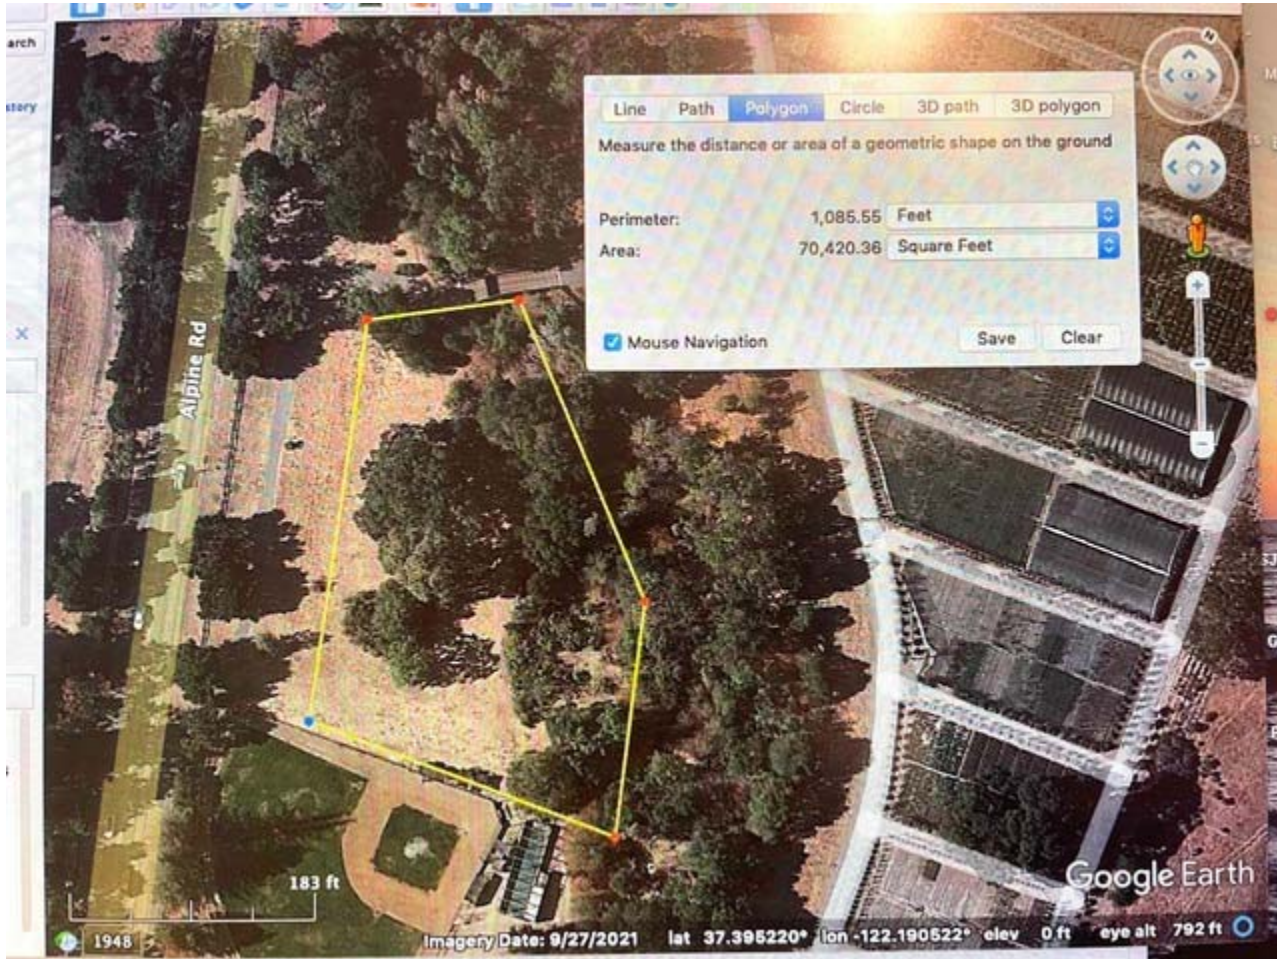 arch
story
Line Path Polygon Circle 3D path 3D polygon
Measure the distance or area of a geometric shape on the ground
Perimeter: 1,085.55 Feet
Area: 70,420.36 Square Feet
Mouse Navigation Save Clear
N
Alpine Rd
183 ft
Google Earth
1948
Imagery Date: 9/27/2021 lat 37.395220° lon -122.190522° elev 0 ft eye alt 792 ft